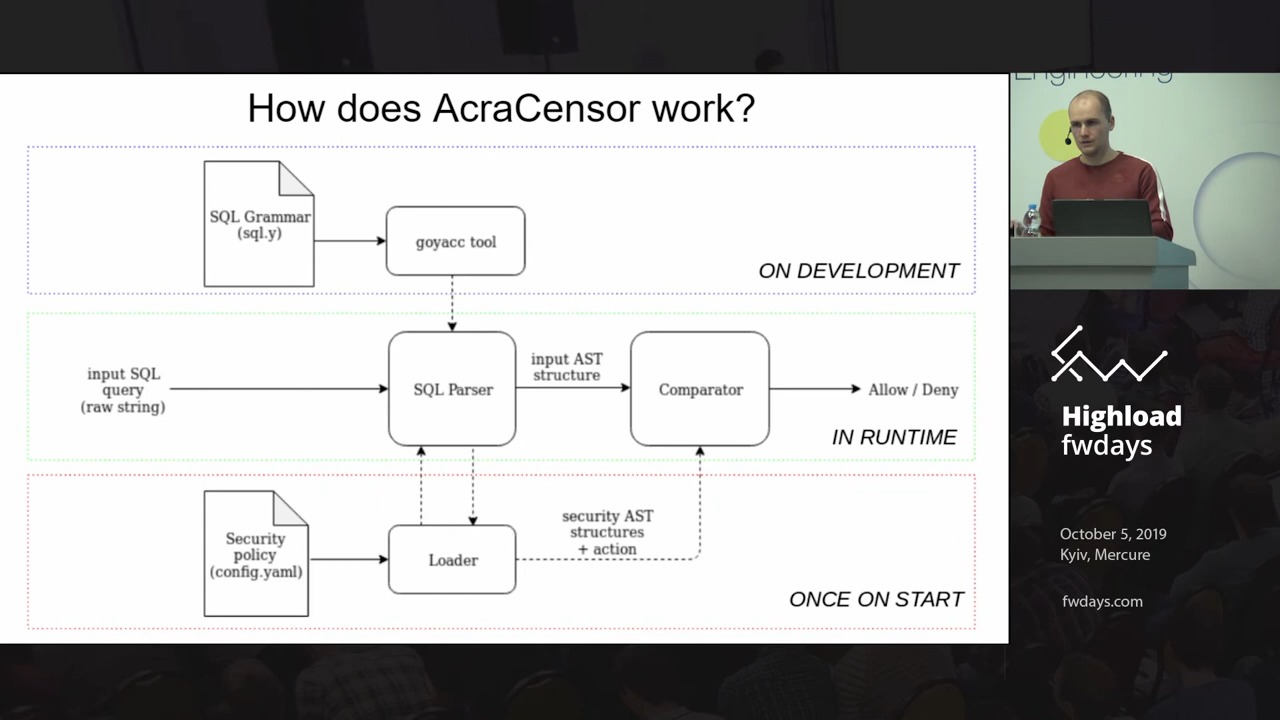 How does AcraCensor work?
SQL Grammar
(sql.y)
goyacc tool
ON DEVELOPMENT
input SQL
query
(raw string)
SQL Parser
input AST
structure
Comparator
Allow / Deny
IN RUNTIME
Security
policy
(config.yaml)
Loader
security AST
structures
+ action
ONCE ON START
Engineering
Highload
fwdays
October 5, 2019
Kyiv, Mercure
fwdays.com